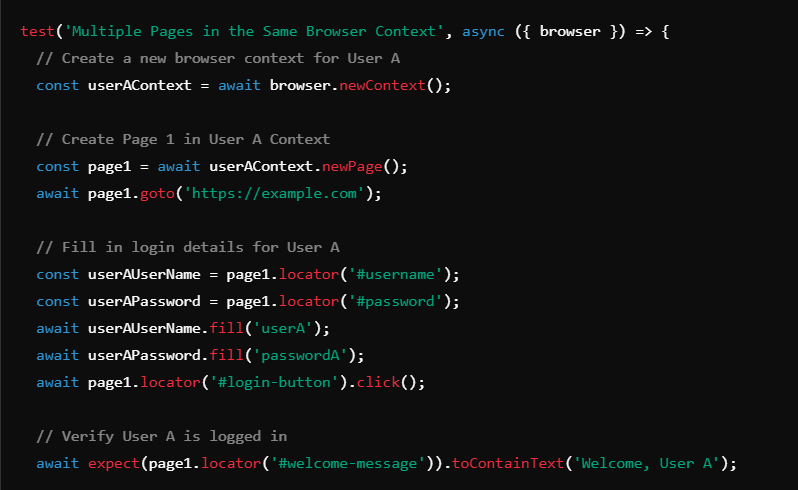 test('Multiple Pages in the Same Browser Context', async ({ browser }) => {
// Create a new browser context for User A
const userAContext = await browser.newContext();
// Create Page 1 in User A Context
const page1 = await userAContext.newPage();
await page1.goto('https://example.com');
// Fill in login details for User A
const userAUserName = page1.locator('#username');
const userAPassword = page1.locator('#password');
await userAUserName.fill('userA');
await userAPassword.fill('passwordA');
await page1.locator('#login-button').click();
// Verify User A is logged in
await expect(page1.locator('#welcome-message')).toContainText('Welcome, User A');